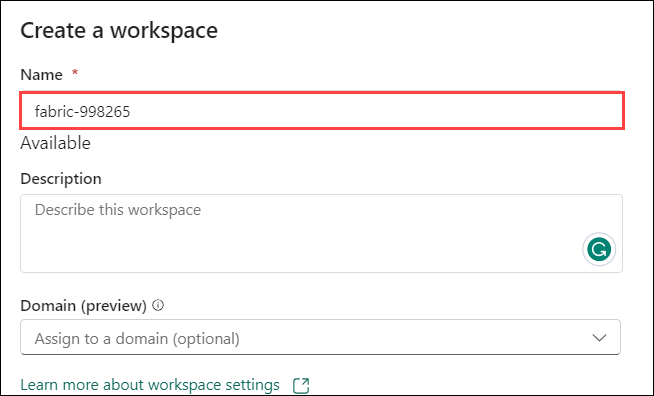 Create a workspace
Name *
fabric-998265
Available
Description
Describe this workspace
Domain (preview)
Assign to a domain (optional)
Learn more about workspace settings